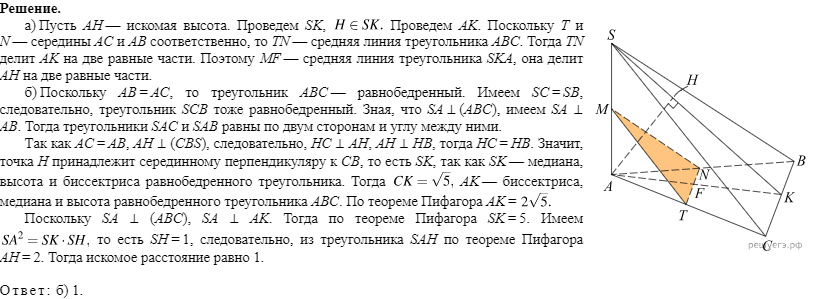 Решение.
а) Пусть AH — искомая высота. Проведем SK, H ∈ SK. Проведем AK. Поскольку T и
N — середины AC и AB соответственно, то TN — средняя линия треугольника ABC. Тогда TN
делит AK на две равные части. Поэтому MF — средняя линия треугольника SKA, она делит
AH на две равные части.
б) Поскольку AB = AC, то треугольник ABC — равнобедренный. Имеем SC = SB,
следовательно, треугольник SCB тоже равнобедренный. Зная, что SA ⊥ (ABC), имеем SA ⊥
AB. Тогда треугольники SAC и SAB равны по двум сторонам и углу между ними.
Так как AC = AB, AH ⊥ (CBS), следовательно, HC ⊥ AH, AH ⊥ HB, тогда HC = HB. Значит,
точка H принадлежит серединному перпендикуляру к CB, то есть SK, так как SK — медиана,
высота и биссектриса равнобедренного треугольника. Тогда CK = √5, AK — биссектриса,
медиана и высота равнобедренного треугольника ABC. По теореме Пифагора AK = 2√5.
Поскольку SA ⊥ (ABC), SA ⊥ AK. Тогда по теореме Пифагора SK = 5. Имеем
SA² = SK · SH, то есть SH = 1, следовательно, из треугольника SAH по теореме Пифагора
AH = 2. Тогда искомое расстояние равно 1.
Ответ: б) 1.
S
H
M
B
N
A
F
K
T
C
решуегэ.рф